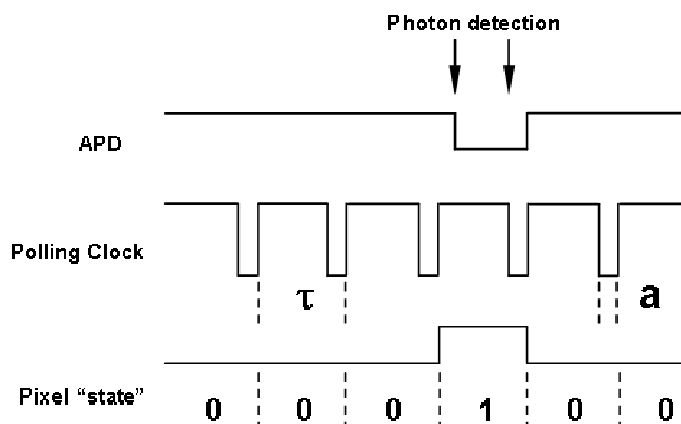 Photon detection
APD
Polling Clock
τ
a
Pixel “state”
0 0 0 1 0 0